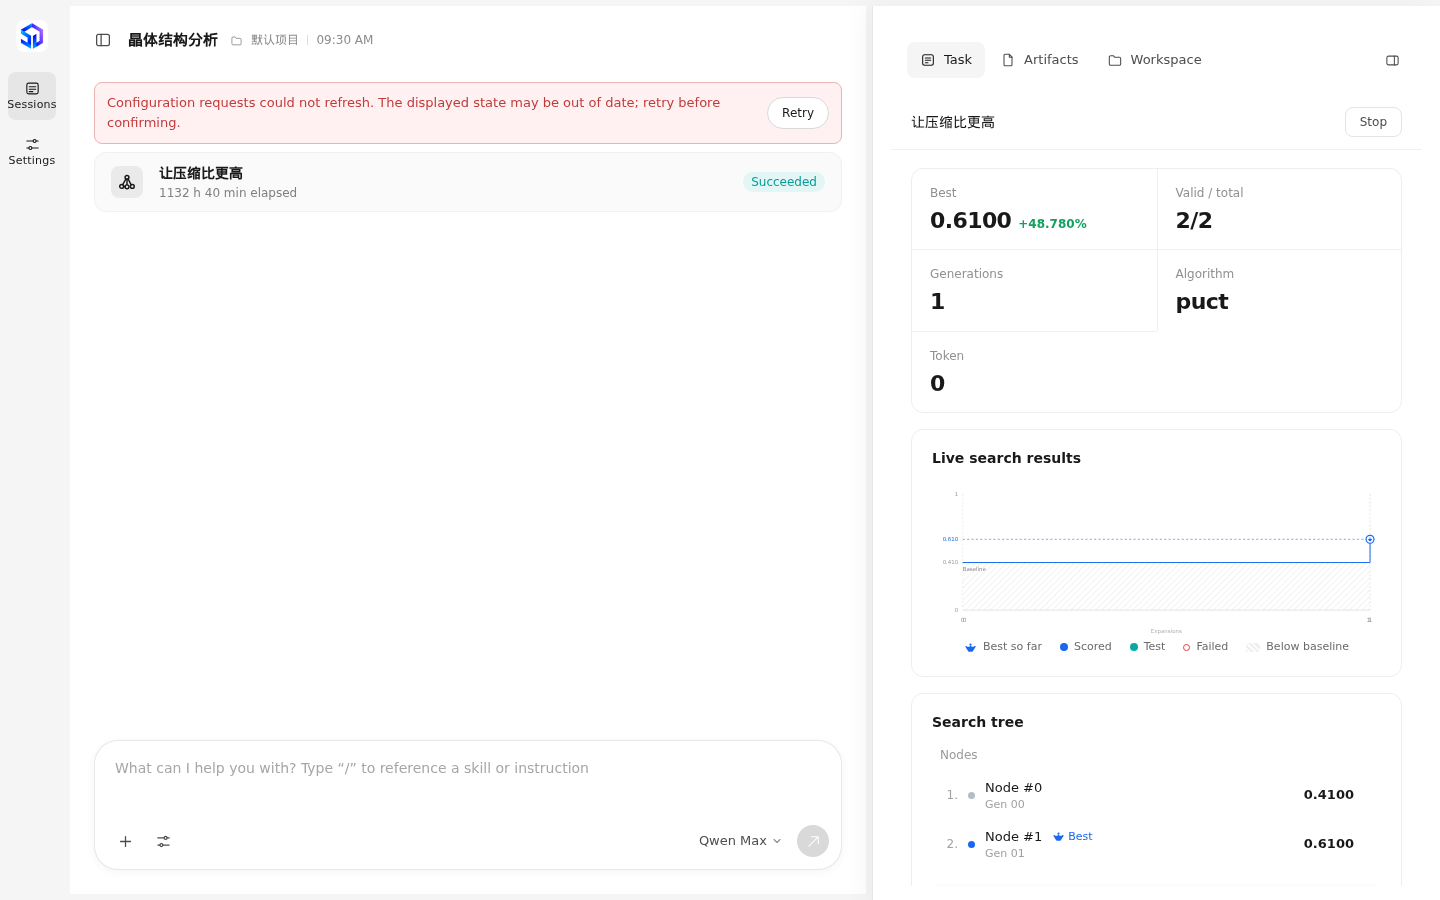 Sessions
Settings
晶体结构分析
默认项目
09:30 AM
Configuration requests could not refresh. The displayed state may be out of date; retry before
confirming.
Retry
让压缩比更高
1132 h 40 min elapsed
Succeeded
What can I help you with? Type “/” to reference a skill or instruction
Qwen Max
Task
Artifacts
Workspace
让压缩比更高
Stop
Best
0.6100 +48.780%
Valid / total
2/2
Generations
1
Algorithm
puct
Token
0
Live search results
1
0.610
0.410
Baseline
0
Expansions
Best so far
Scored
Test
Failed
Below baseline
Search tree
Nodes
1.
Node #0
Gen 00
0.4100
2.
Node #1
Best
Gen 01
0.6100